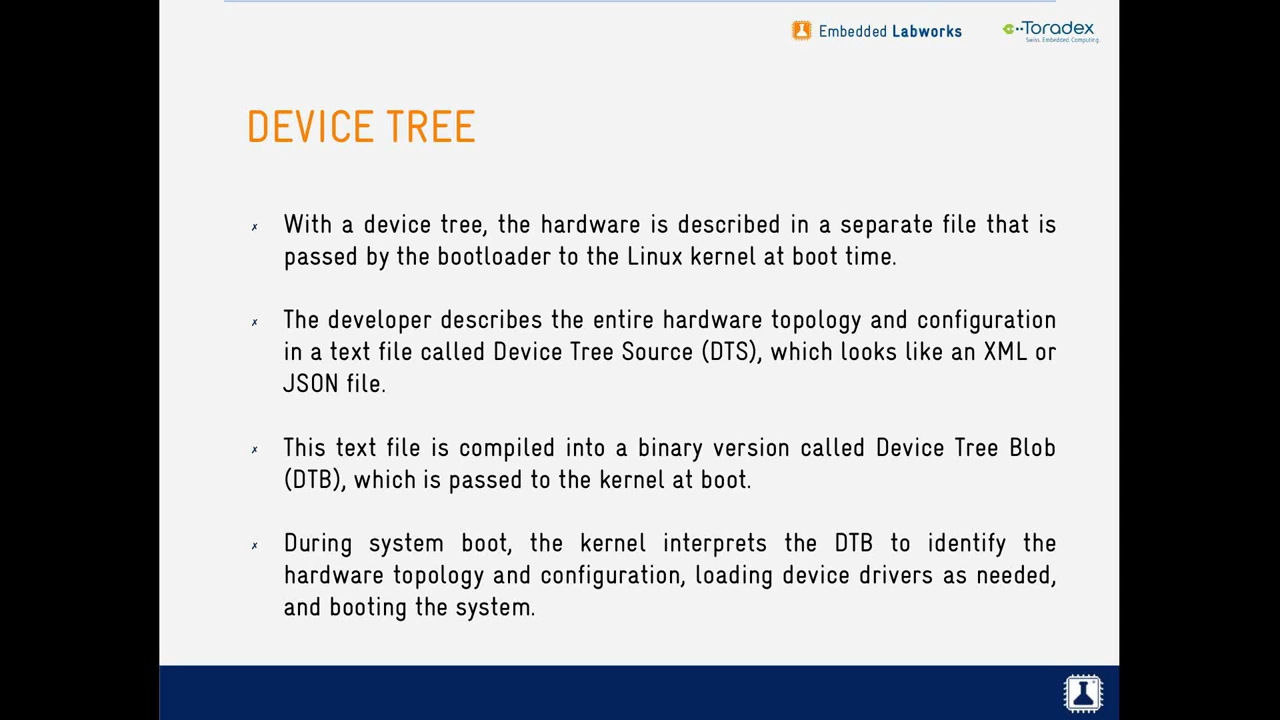 Embedded Labworks
Toradex
Swiss. Embedded. Computing.
DEVICE TREE
✗ With a device tree, the hardware is described in a separate file that is
passed by the bootloader to the Linux kernel at boot time.
✗ The developer describes the entire hardware topology and configuration
in a text file called Device Tree Source (DTS), which looks like an XML or
JSON file.
✗ This text file is compiled into a binary version called Device Tree Blob
(DTB), which is passed to the kernel at boot.
✗ During system boot, the kernel interprets the DTB to identify the
hardware topology and configuration, loading device drivers as needed,
and booting the system.